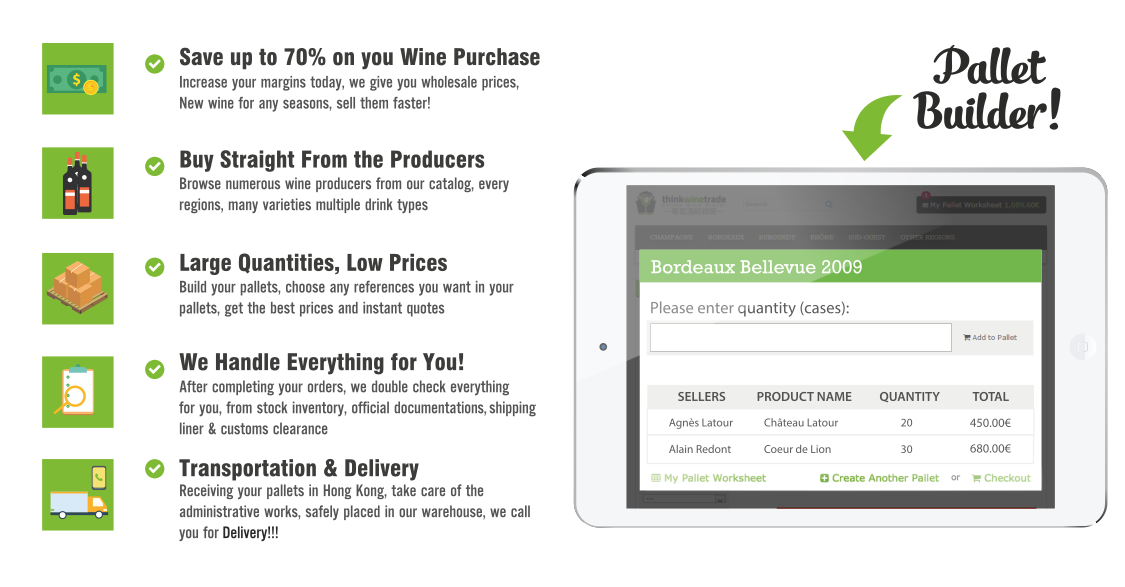 Save up to 70% on you Wine Purchase
Increase your margins today, we give you wholesale prices,
New wine for any seasons, sell them faster!
Buy Straight From the Producers
Browse numerous wine producers from our catalog, every
regions, many varieties multiple drink types
Large Quantities, Low Prices
Build your pallets, choose any references you want in your
pallets, get the best prices and instant quotes
We Handle Everything for You!
After completing your orders, we double check everything
for you, from stock inventory, official documentations, shipping
liner & customs clearance
Transportation & Delivery
Receiving your pallets in Hong Kong, take care of the
administrative works, safely placed in our warehouse, we call
you for Delivery!!!
Pallet
Builder!
thinkwinetrade
My Pallet Worksheet 1,089.60€
CHAMPAGNE BORDEAUX BURGUNDY RHÔNE SUD-OUEST OTHER REGIONS
Bordeaux Bellevue 2009
Please enter quantity (cases):
Add to Pallet
SELLERS PRODUCT NAME QUANTITY TOTAL
Agnès Latour Château Latour 20 450.00€
Alain Redont Coeur de Lion 30 680.00€
My Pallet Worksheet Create Another Pallet or Checkout